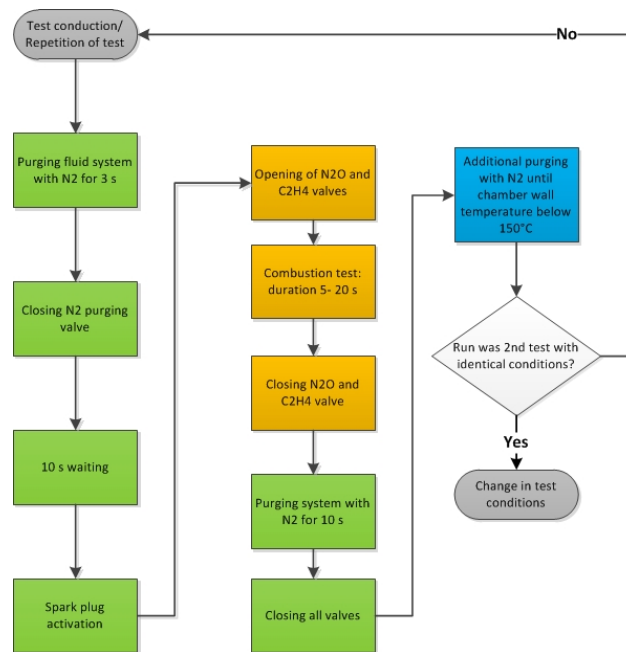 Test conduction/
Repetition of test
No
Purging fluid system
with N2 for 3 s
Closing N2 purging
valve
10 s waiting
Spark plug
activation
Opening of N2O and
C2H4 valves
Combustion test:
duration 5- 20 s
Closing N2O and
C2H4 valve
Purging system with
N2 for 10 s
Closing all valves
Additional purging
with N2 until
chamber wall
temperature below
150°C
Run was 2nd test with
identical conditions?
Yes
Change in test
conditions